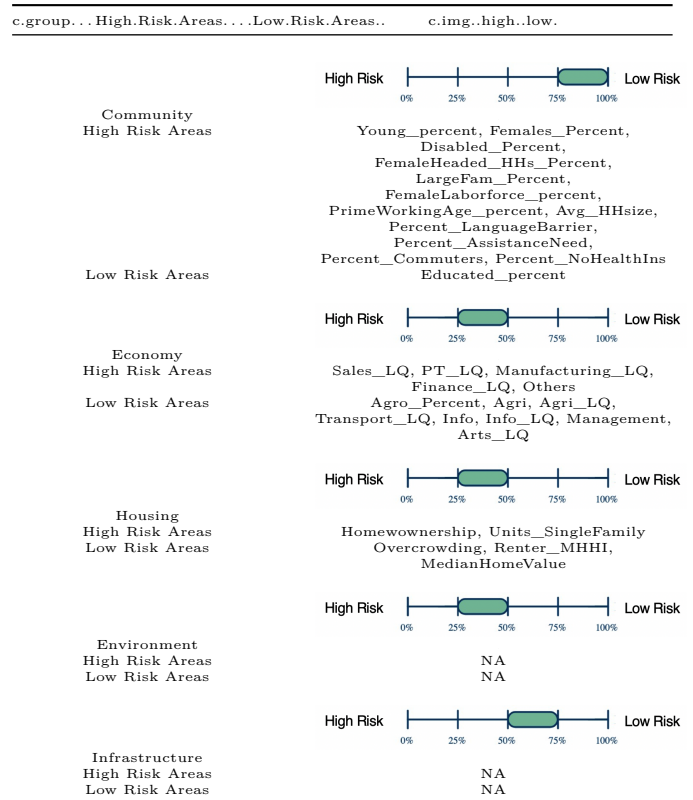 c.group...High.Risk.Areas....Low.Risk.Areas.. c.img..high..low.
High Risk Low Risk
0% 25% 50% 75% 100%
Community
High Risk Areas Young_percent, Females_Percent,
Disabled_Percent,
FemaleHeaded_HHs_Percent,
LargeFam_Percent,
FemaleLaborforce_percent,
PrimeWorkingAge_percent, Avg_HHsize,
Percent_LanguageBarrier,
Percent_AssistanceNeed,
Percent_Commuters, Percent_NoHealthIns
Low Risk Areas Educated_percent
High Risk Low Risk
0% 25% 50% 75% 100%
Economy
High Risk Areas Sales_LQ, PT_LQ, Manufacturing_LQ,
Finance_LQ, Others
Low Risk Areas Agro_Percent, Agri, Agri_LQ,
Transport_LQ, Info, Info_LQ, Management,
Arts_LQ
High Risk Low Risk
0% 25% 50% 75% 100%
Housing
High Risk Areas Homewownership, Units_SingleFamily
Low Risk Areas Overcrowding, Renter_MHHI,
MedianHomeValue
High Risk Low Risk
0% 25% 50% 75% 100%
Environment
High Risk Areas NA
Low Risk Areas NA
High Risk Low Risk
0% 25% 50% 75% 100%
Infrastructure
High Risk Areas NA
Low Risk Areas NA